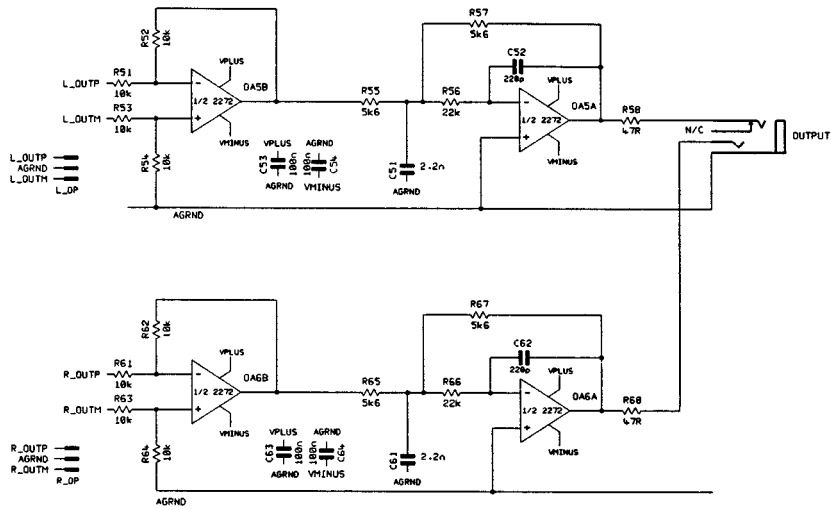 R57
5k6
R52
10k
C52
220p
VPLUS
VPLUS
L_OUTP
R51
10k
OA5B
R55
5k6
R56
22k
OA5A
1/2 2272
1/2 2272
R58
47R
L_OUTM
R53
10k
N/C
OUTPUT
VMINUS
VMINUS
R54
10k
VPLUS
C53
100n
AGRND
AGRND
100n
C54
VMINUS
C51
2.2n
AGRND
L_OUTP
AGRND
L_OUTM
L_OP
AGRND
R67
5k6
R62
10k
C62
220p
VPLUS
VPLUS
R_OUTP
R61
10k
OA6B
R65
5k6
R66
22k
OA6A
1/2 2272
1/2 2272
R68
47R
R_OUTM
R63
10k
VMINUS
VMINUS
R64
10k
VPLUS
C63
100n
AGRND
AGRND
100n
C64
VMINUS
C61
2.2n
AGRND
R_OUTP
AGRND
R_OUTM
R_OP
AGRND